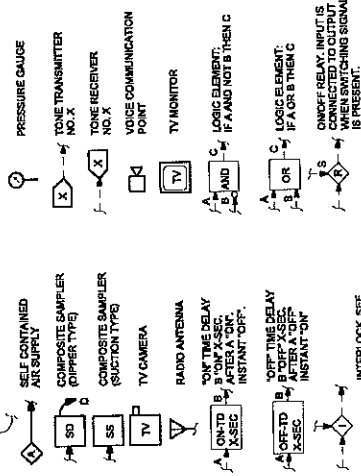 A
SELF CONTAINED
AIR SUPPLY
SD
COMPOSITE SAMPLER
(DIPPER TYPE)
SS
COMPOSITE SAMPLER
(SUCTION TYPE)
TV
TV CAMERA
RADIO ANTENNA
A
ON-TD
X-SEC
B
"ON" TIME DELAY
B "ON" X-SEC.
AFTER A "ON".
INSTANT "OFF".
A
OFF-TD
X-SEC
B
"OFF" TIME DELAY
B "OFF" X-SEC.
AFTER A "OFF"
INSTANT "ON"
I
INTERLOCK, SEE
PRESSURE GAUGE
X
TONE TRANSMITTER
NO. X
X
TONE RECEIVER
NO. X
VOICE COMMUNICATION
POINT
TV
TV MONITOR
A
B
AND
C
LOGIC ELEMENT:
IF A AND NOT B THEN C
A
B
OR
C
LOGIC ELEMENT:
IF A OR B THEN C
S
R
ON/OFF RELAY. INPUT IS
CONNECTED TO OUTPUT
WHEN SWITCHING SIGNAL
IS PRESENT.